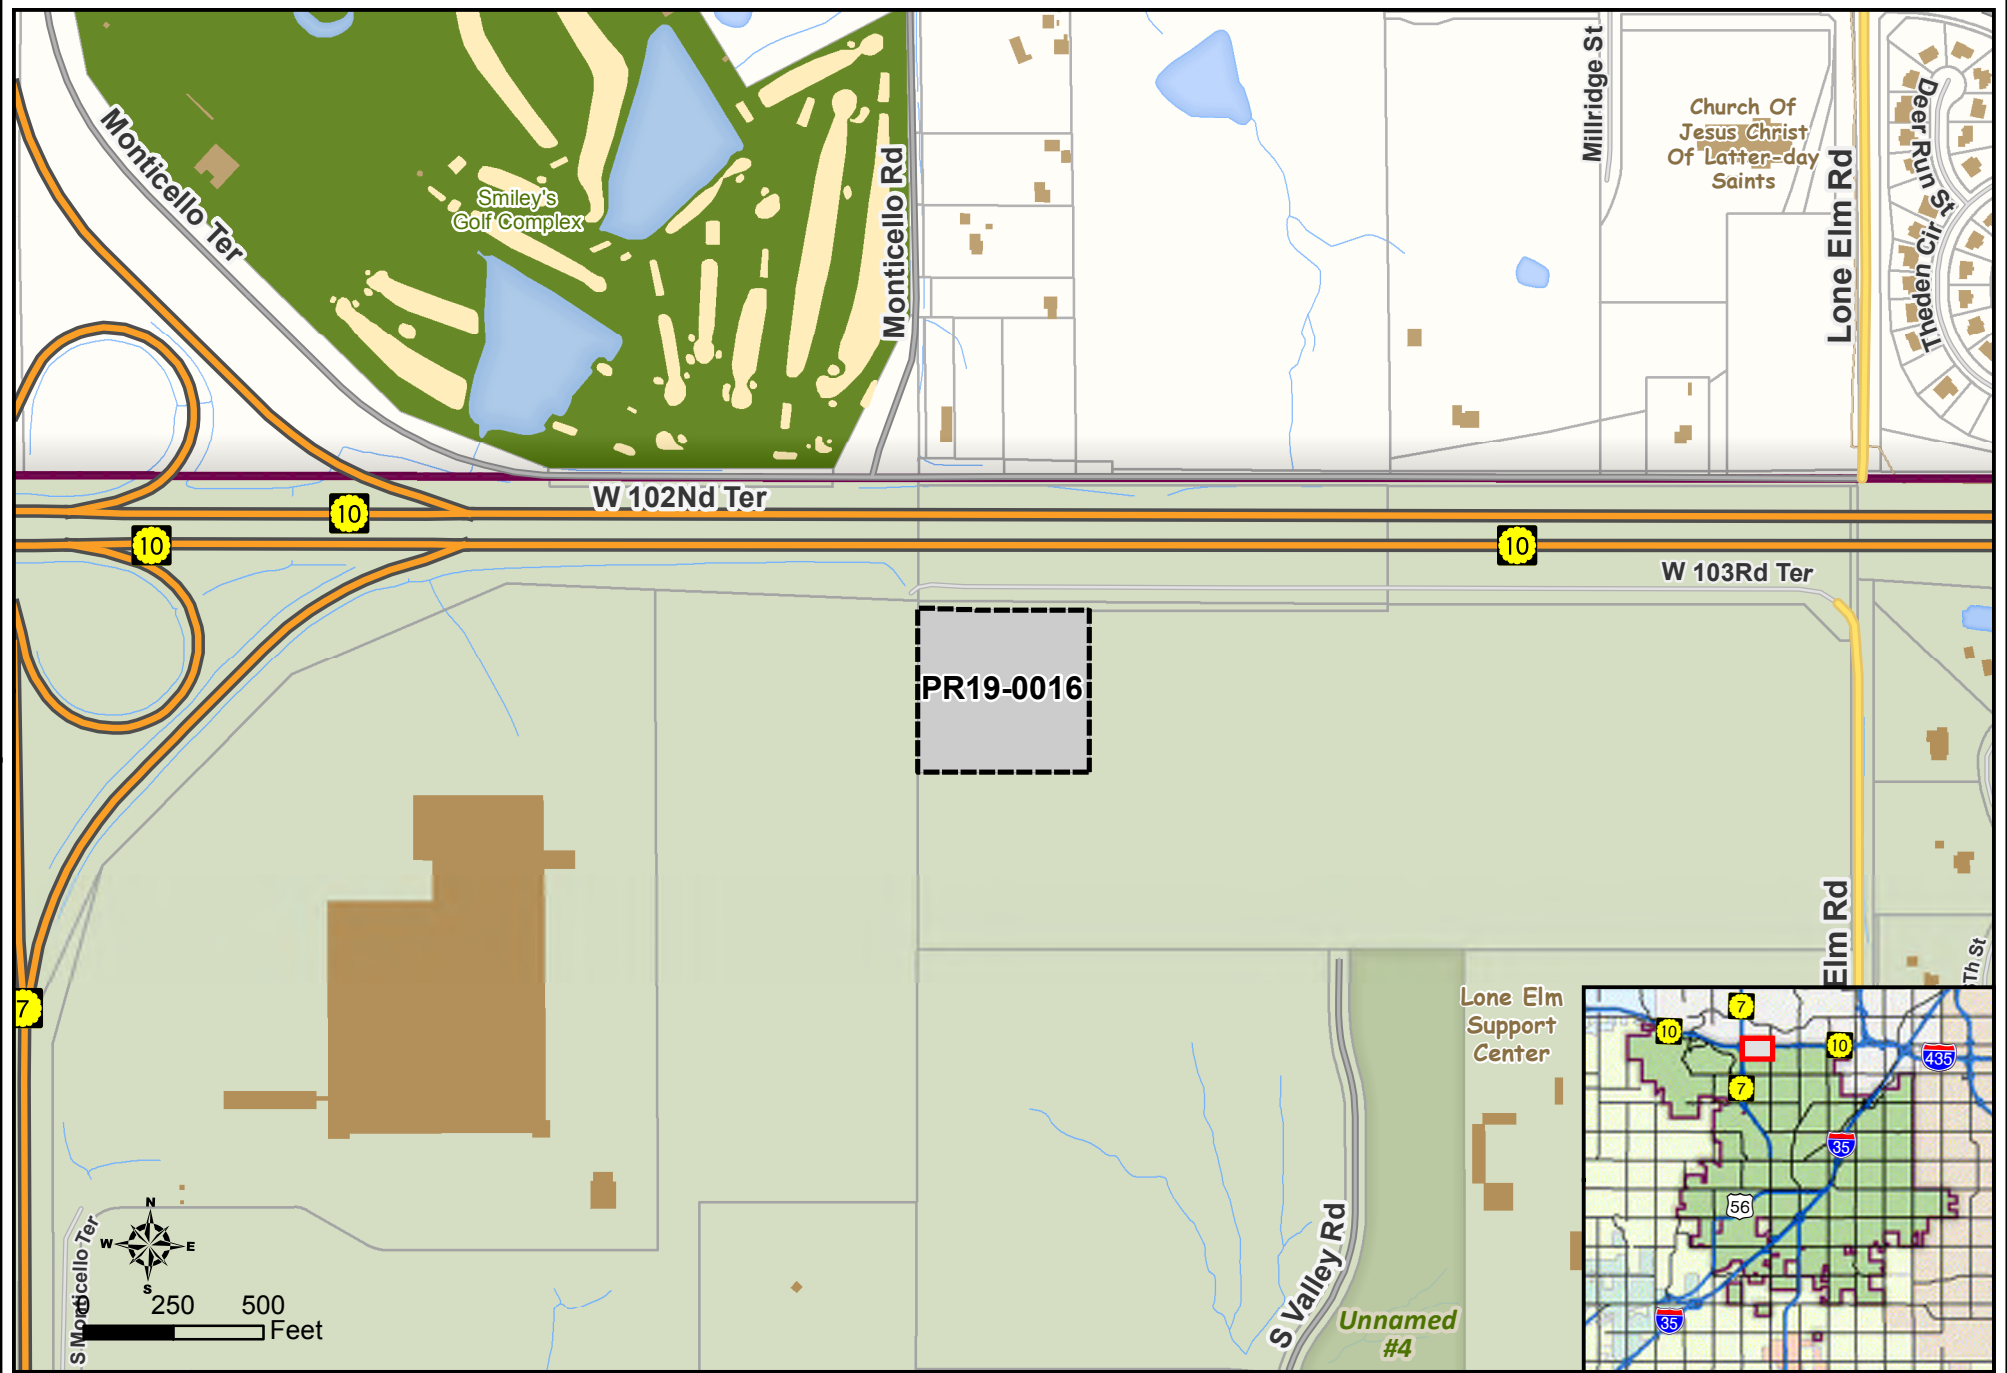 Millridge St
Church Of
Jesus Christ
Of Latter-day
Saints
Deer Run St
Monticello Ter
Monticello Rd
Lone Elm Rd
Smiley's
Golf Complex
Theden Cir
W 102Nd Ter
10
10
10
W 103Rd Ter
PR19-0016
Elm Rd
Th St
7
Lone Elm
Support
Center
7
10
10
435
7
35
56
35
N
W E
S
S Monticello Ter
0 250 500
Feet
S Valley Rd
Unnamed
#4